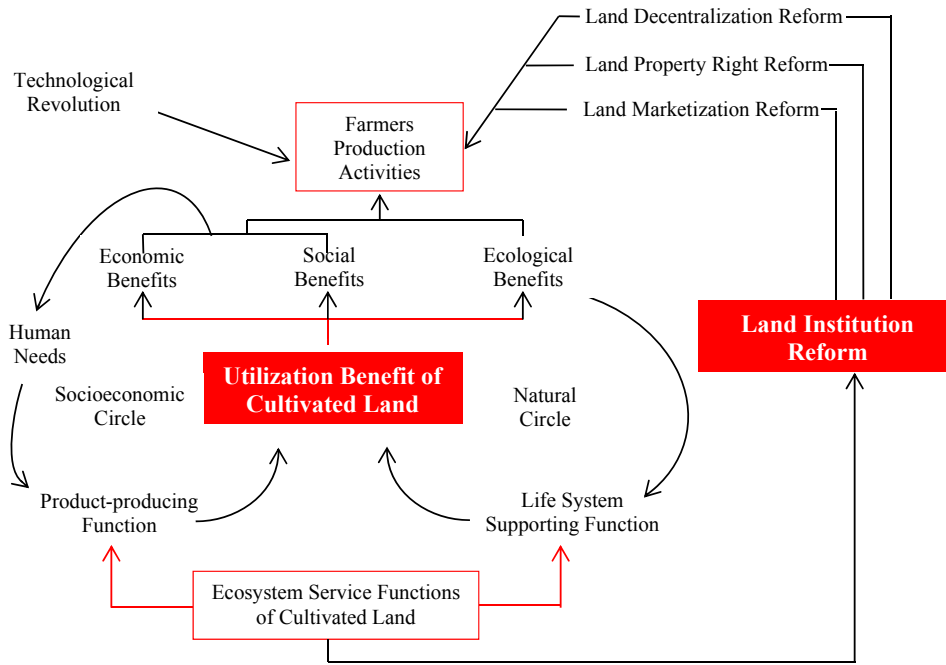 Land Decentralization Reform
Land Property Right Reform
Land Marketization Reform
Technological
Revolution
Farmers
Production
Activities
Economic
Benefits
Social
Benefits
Ecological
Benefits
Human
Needs
Land Institution
Reform
Utilization Benefit of
Cultivated Land
Socioeconomic
Circle
Natural
Circle
Product-producing
Function
Life System
Supporting Function
Ecosystem Service Functions
of Cultivated Land